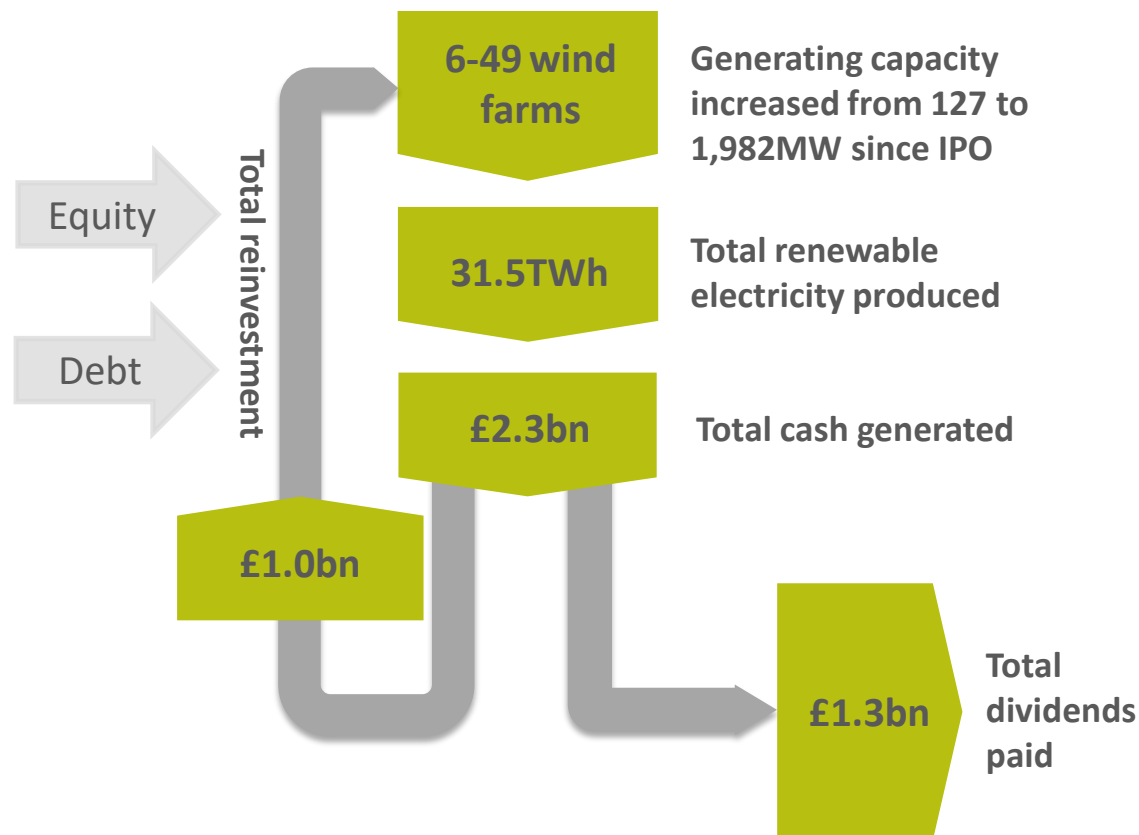 6-49 wind
farms
Generating capacity
increased from 127 to
1,982MW since IPO
Equity
Debt
Total reinvestment
31.5TWh
Total renewable
electricity produced
£2.3bn
Total cash generated
£1.0bn
£1.3bn
Total
dividends
paid